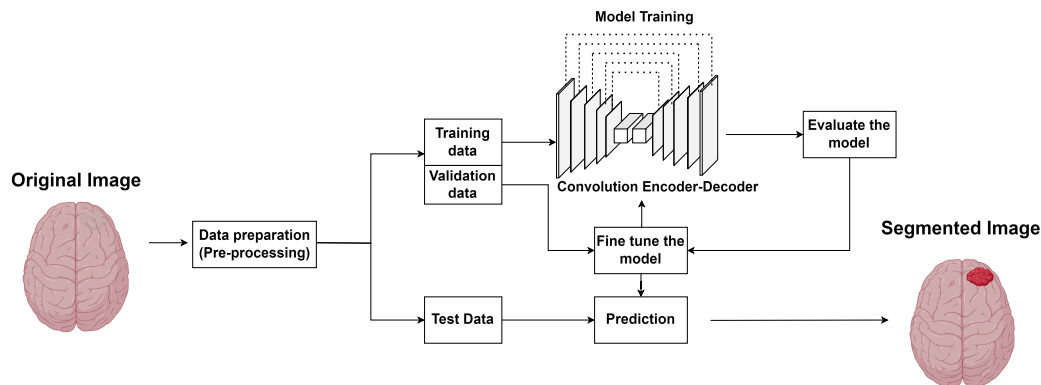 Model Training
Training
data
Validation
data
Evaluate the
model
Original Image
Convolution Encoder-Decoder
Data preparation
(Pre-processing)
Fine tune the
model
Segmented Image
Test Data
Prediction